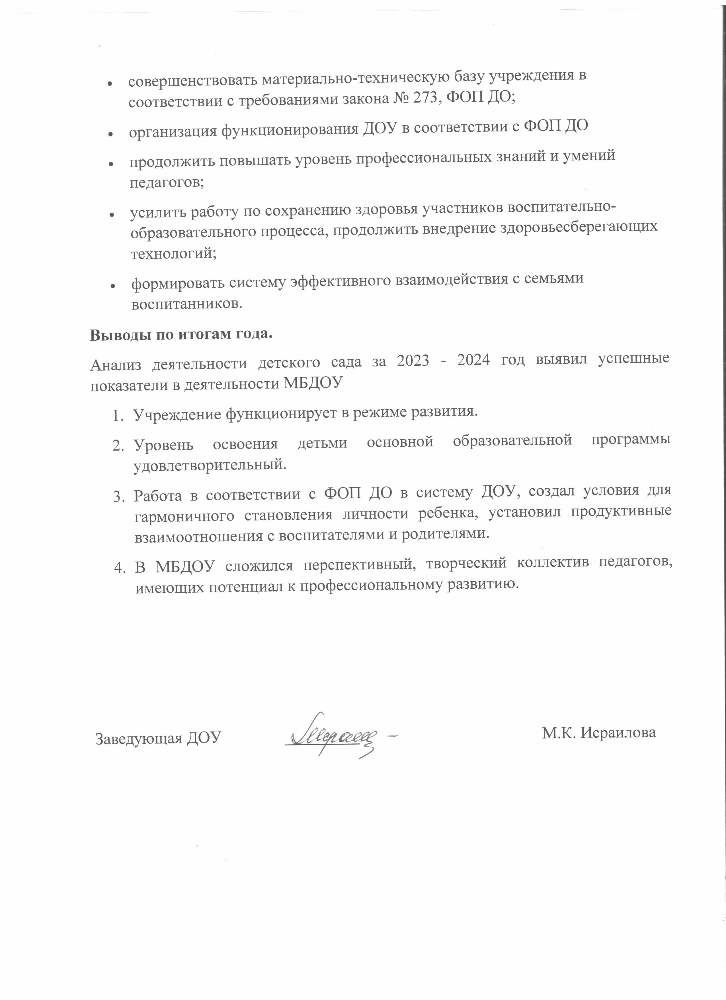 • совершенствовать материально-техническую базу учреждения в
соответствии с требованиями закона № 273, ФОП ДО;
• организация функционирования ДОУ в соответствии с ФОП ДО
• продолжить повышать уровень профессиональных знаний и умений
педагогов;
• усилить работу по сохранению здоровья участников воспитательно-
образовательного процесса, продолжить внедрение здоровьесберегающих
технологий;
• формировать систему эффективного взаимодействия с семьями
воспитанников.
Выводы по итогам года.
Анализ деятельности детского сада за 2023 - 2024 год выявил успешные
показатели в деятельности МБДОУ
1. Учреждение функционирует в режиме развития.
2. Уровень освоения детьми основной образовательной программы
удовлетворительный.
3. Работа в соответствии с ФОП ДО в систему ДОУ, создал условия для
гармоничного становления личности ребенка, установил продуктивные
взаимоотношения с воспитателями и родителями.
4. В МБДОУ сложился перспективный, творческий коллектив педагогов,
имеющих потенциал к профессиональному развитию.
Заведующая ДОУ М.К. Исраилова